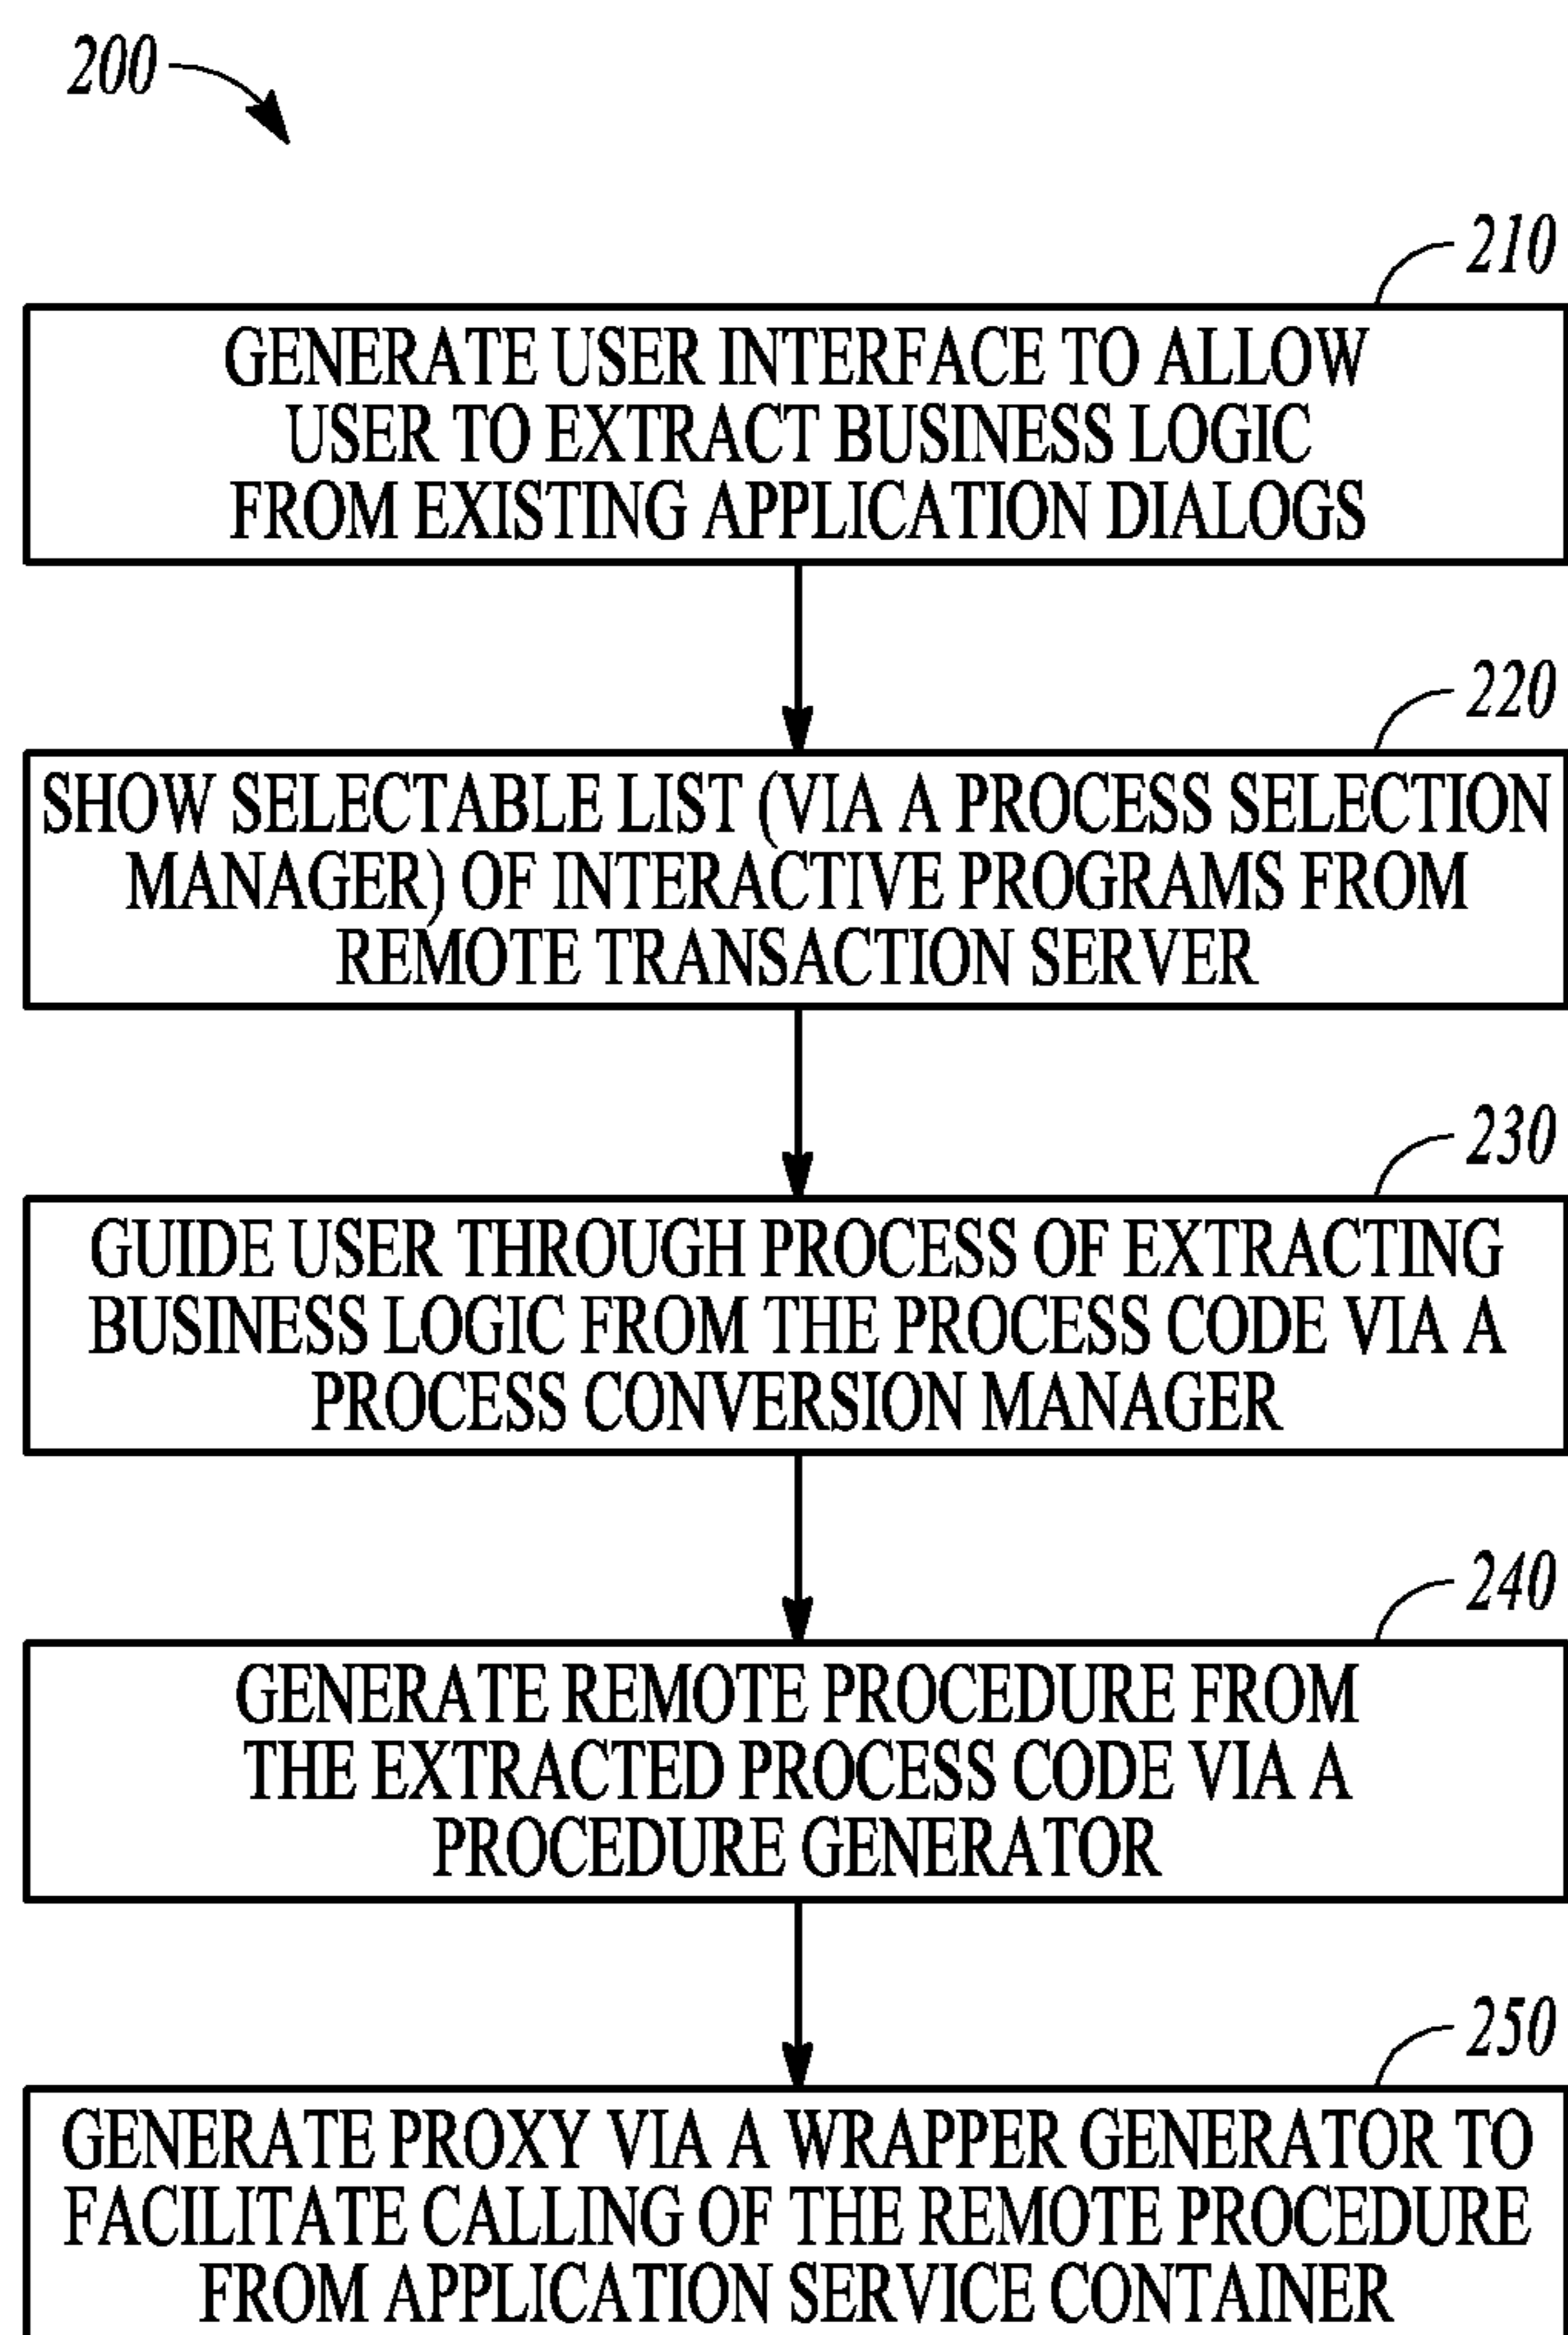 200
210
GENERATE USER INTERFACE TO ALLOW
USER TO EXTRACT BUSINESS LOGIC
FROM EXISTING APPLICATION DIALOGS
220
SHOW SELECTABLE LIST (VIA A PROCESS SELECTION
MANAGER) OF INTERACTIVE PROGRAMS FROM
REMOTE TRANSACTION SERVER
230
GUIDE USER THROUGH PROCESS OF EXTRACTING
BUSINESS LOGIC FROM THE PROCESS CODE VIA A
PROCESS CONVERSION MANAGER
240
GENERATE REMOTE PROCEDURE FROM
THE EXTRACTED PROCESS CODE VIA A
PROCEDURE GENERATOR
250
GENERATE PROXY VIA A WRAPPER GENERATOR TO
FACILITATE CALLING OF THE REMOTE PROCEDURE
FROM APPLICATION SERVICE CONTAINER